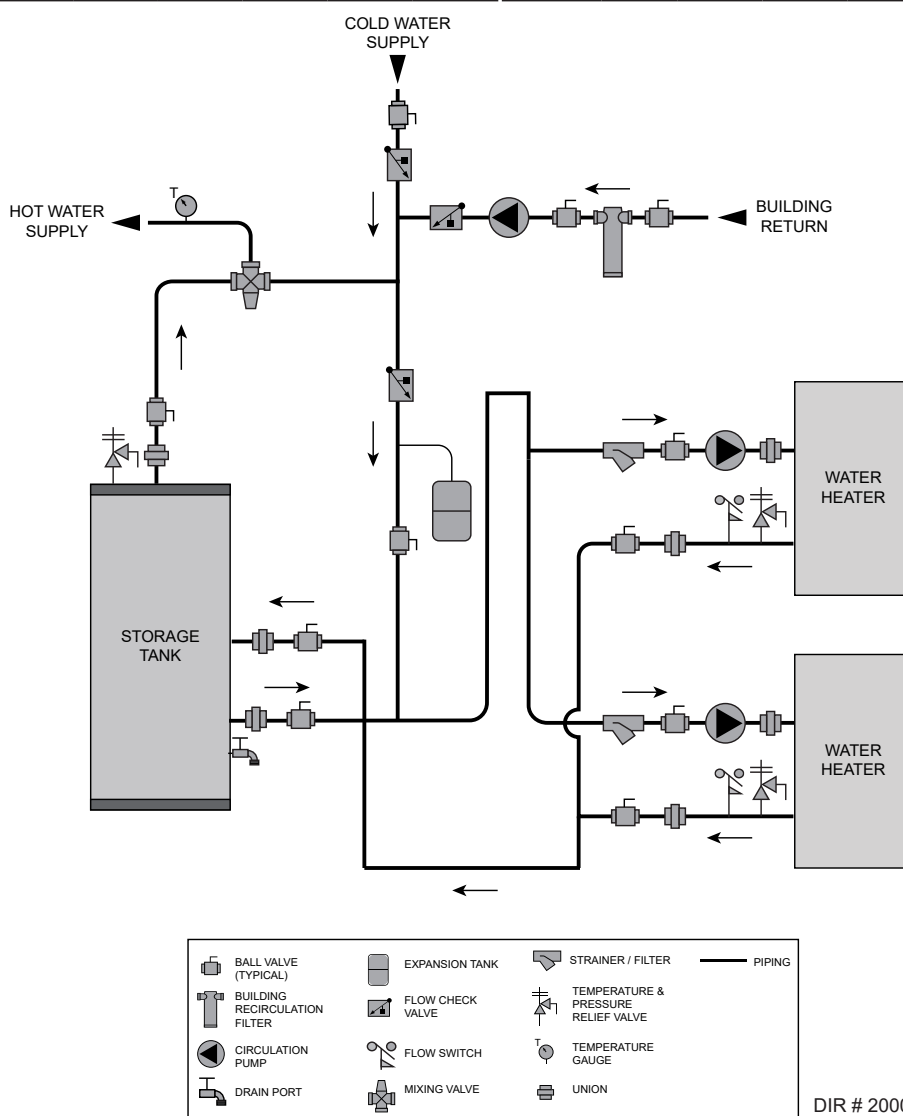 COLD WATER
SUPPLY
T
HOT WATER
SUPPLY
BUILDING
RETURN
WATER
HEATER
STORAGE
TANK
WATER
HEATER
BALL VALVE
(TYPICAL)
BUILDING
RECIRCULATION
FILTER
CIRCULATION
PUMP
DRAIN PORT
EXPANSION TANK
FLOW CHECK
VALVE
FLOW SWITCH
MIXING VALVE
STRAINER / FILTER
TEMPERATURE &
PRESSURE
RELIEF VALVE
T
TEMPERATURE
GAUGE
UNION
PIPING
DIR # 2000